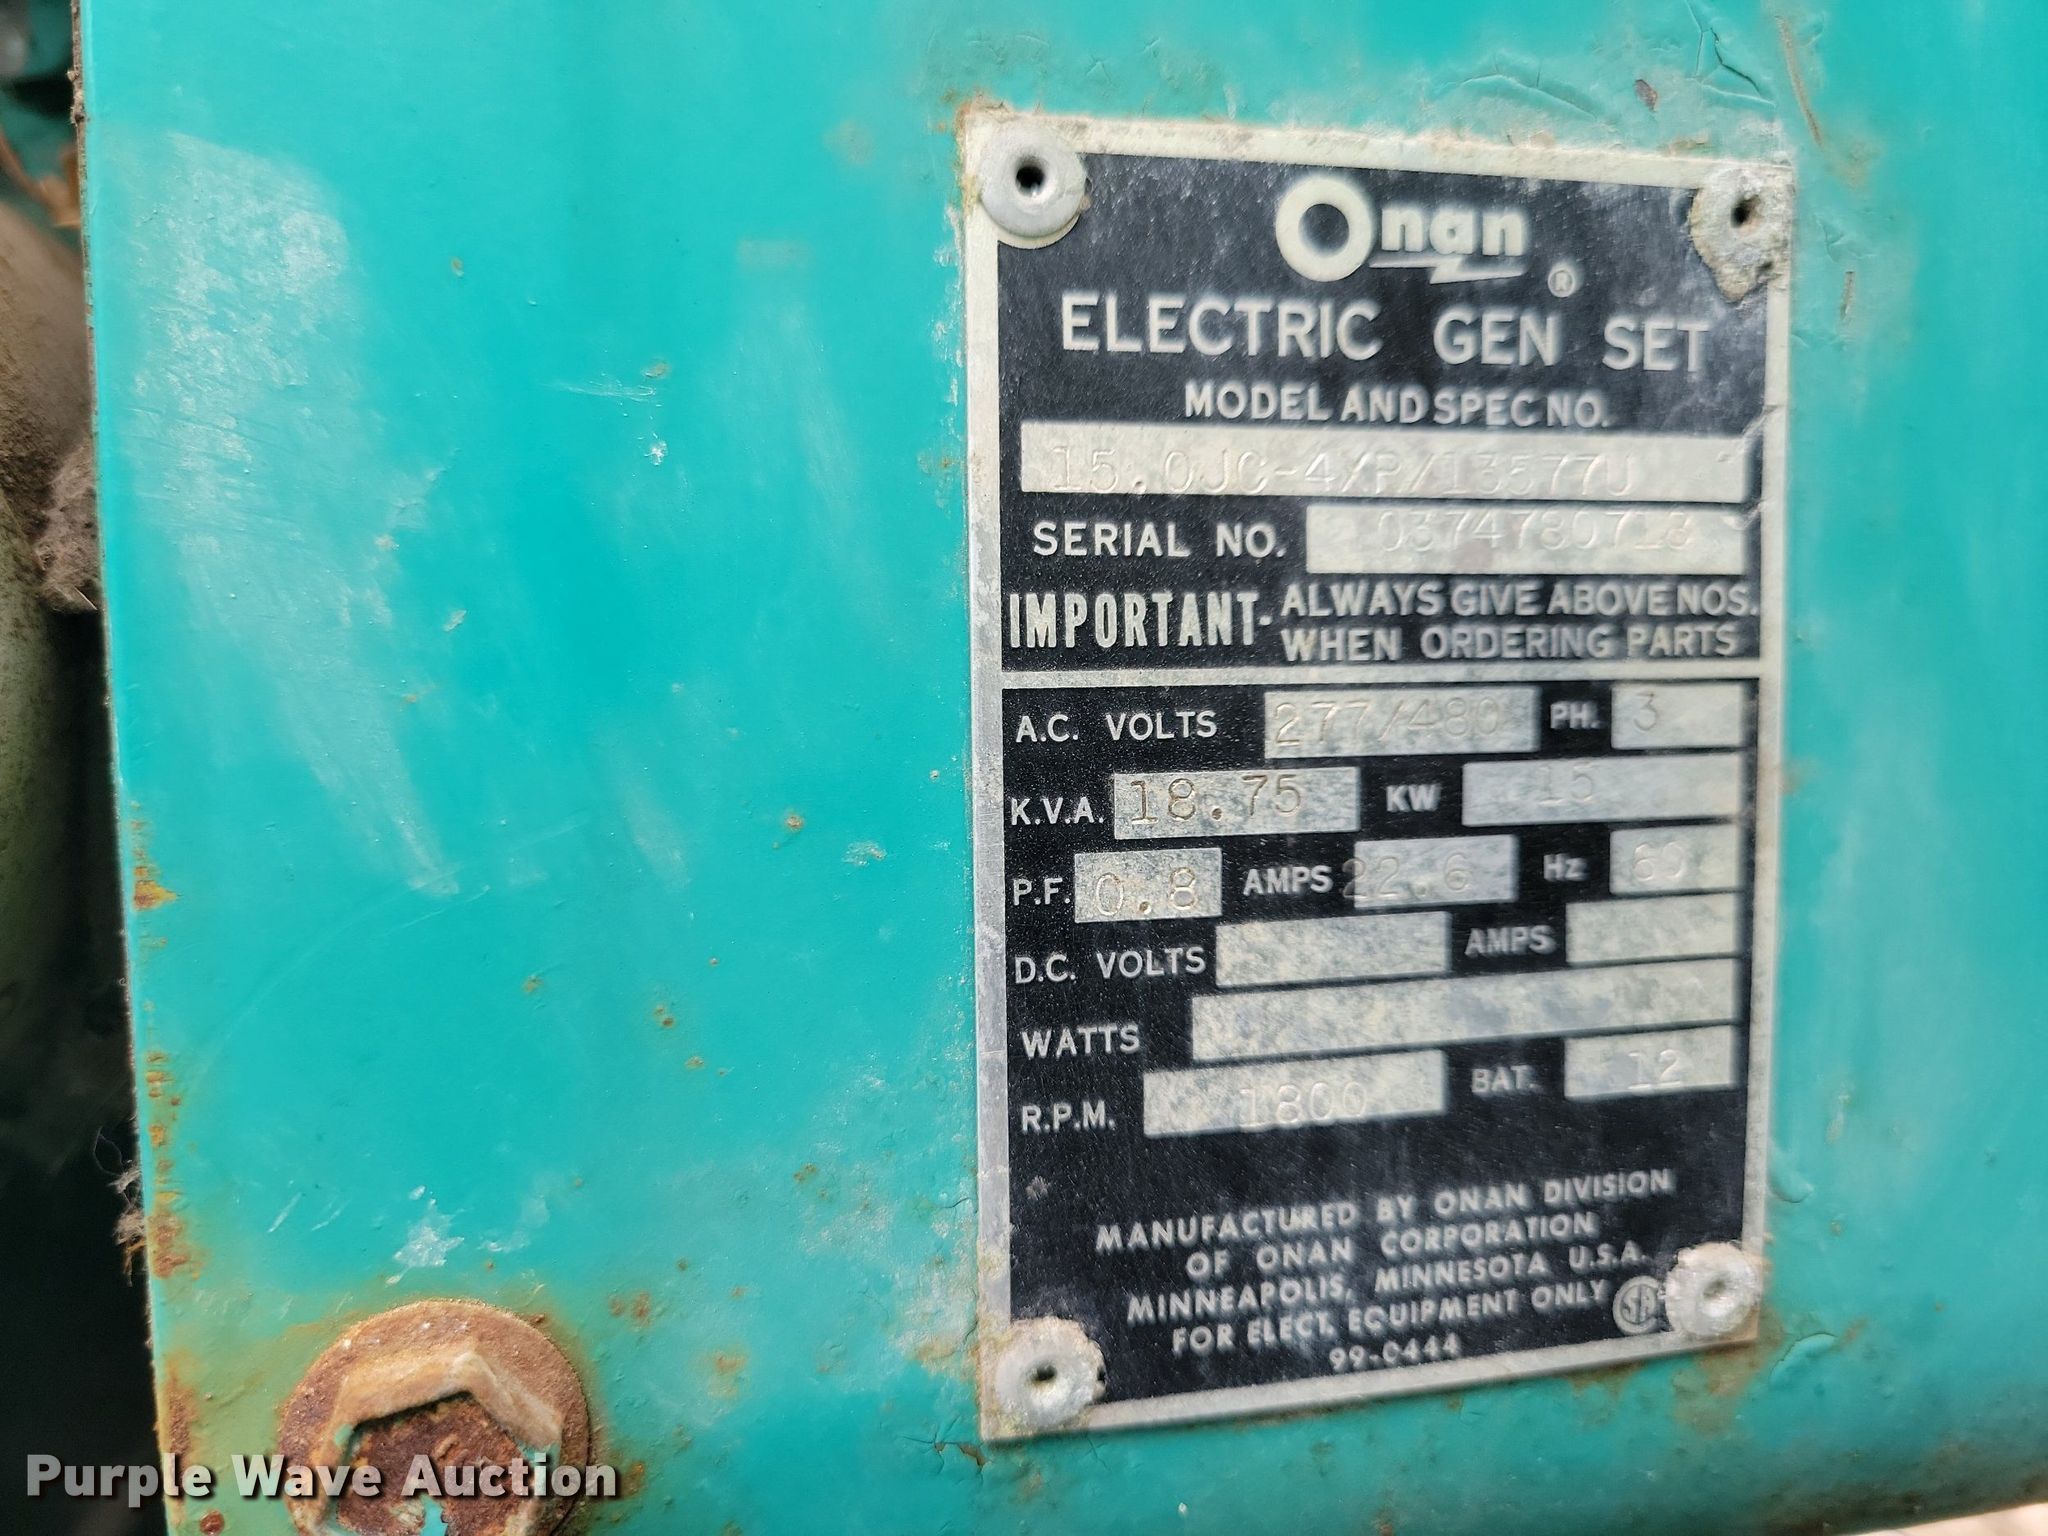 Onan ®
ELECTRIC GEN SET
MODEL AND SPEC NO.
15.0JC-4XP/13577U
SERIAL NO. 0374780718
IMPORTANT- ALWAYS GIVE ABOVE NOS.
WHEN ORDERING PARTS
A.C. VOLTS 277/480 PH. 3
K.V.A. 18.75 KW 15
P.F. 0.8 AMPS 22.6 Hz 60
D.C. VOLTS AMPS
WATTS
R.P.M. 1800 BAT. 12
MANUFACTURED BY ONAN DIVISION
OF ONAN CORPORATION
MINNEAPOLIS, MINNESOTA U.S.A.
FOR ELECT. EQUIPMENT ONLY SA
99-0444
Purple Wave Auction